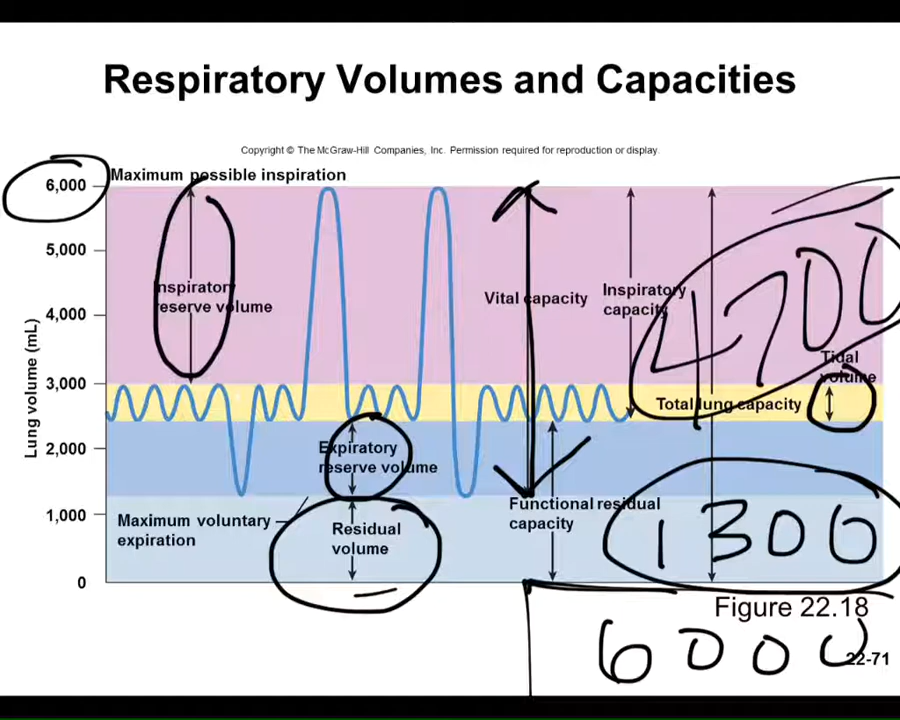 Respiratory Volumes and Capacities
Copyright © The McGraw-Hill Companies, Inc. Permission required for reproduction or display.
Maximum possible inspiration
6,000
5,000
4,000
3,000
2,000
1,000
0
Lung volume (mL)
Inspiratory
reserve volume
Vital capacity
Inspiratory
capacity
4700
Tidal
volume
Total lung capacity
Expiratory
reserve volume
Functional residual
capacity
Maximum voluntary
expiration
Residual
volume
1300
Figure 22.18
6000
22-71